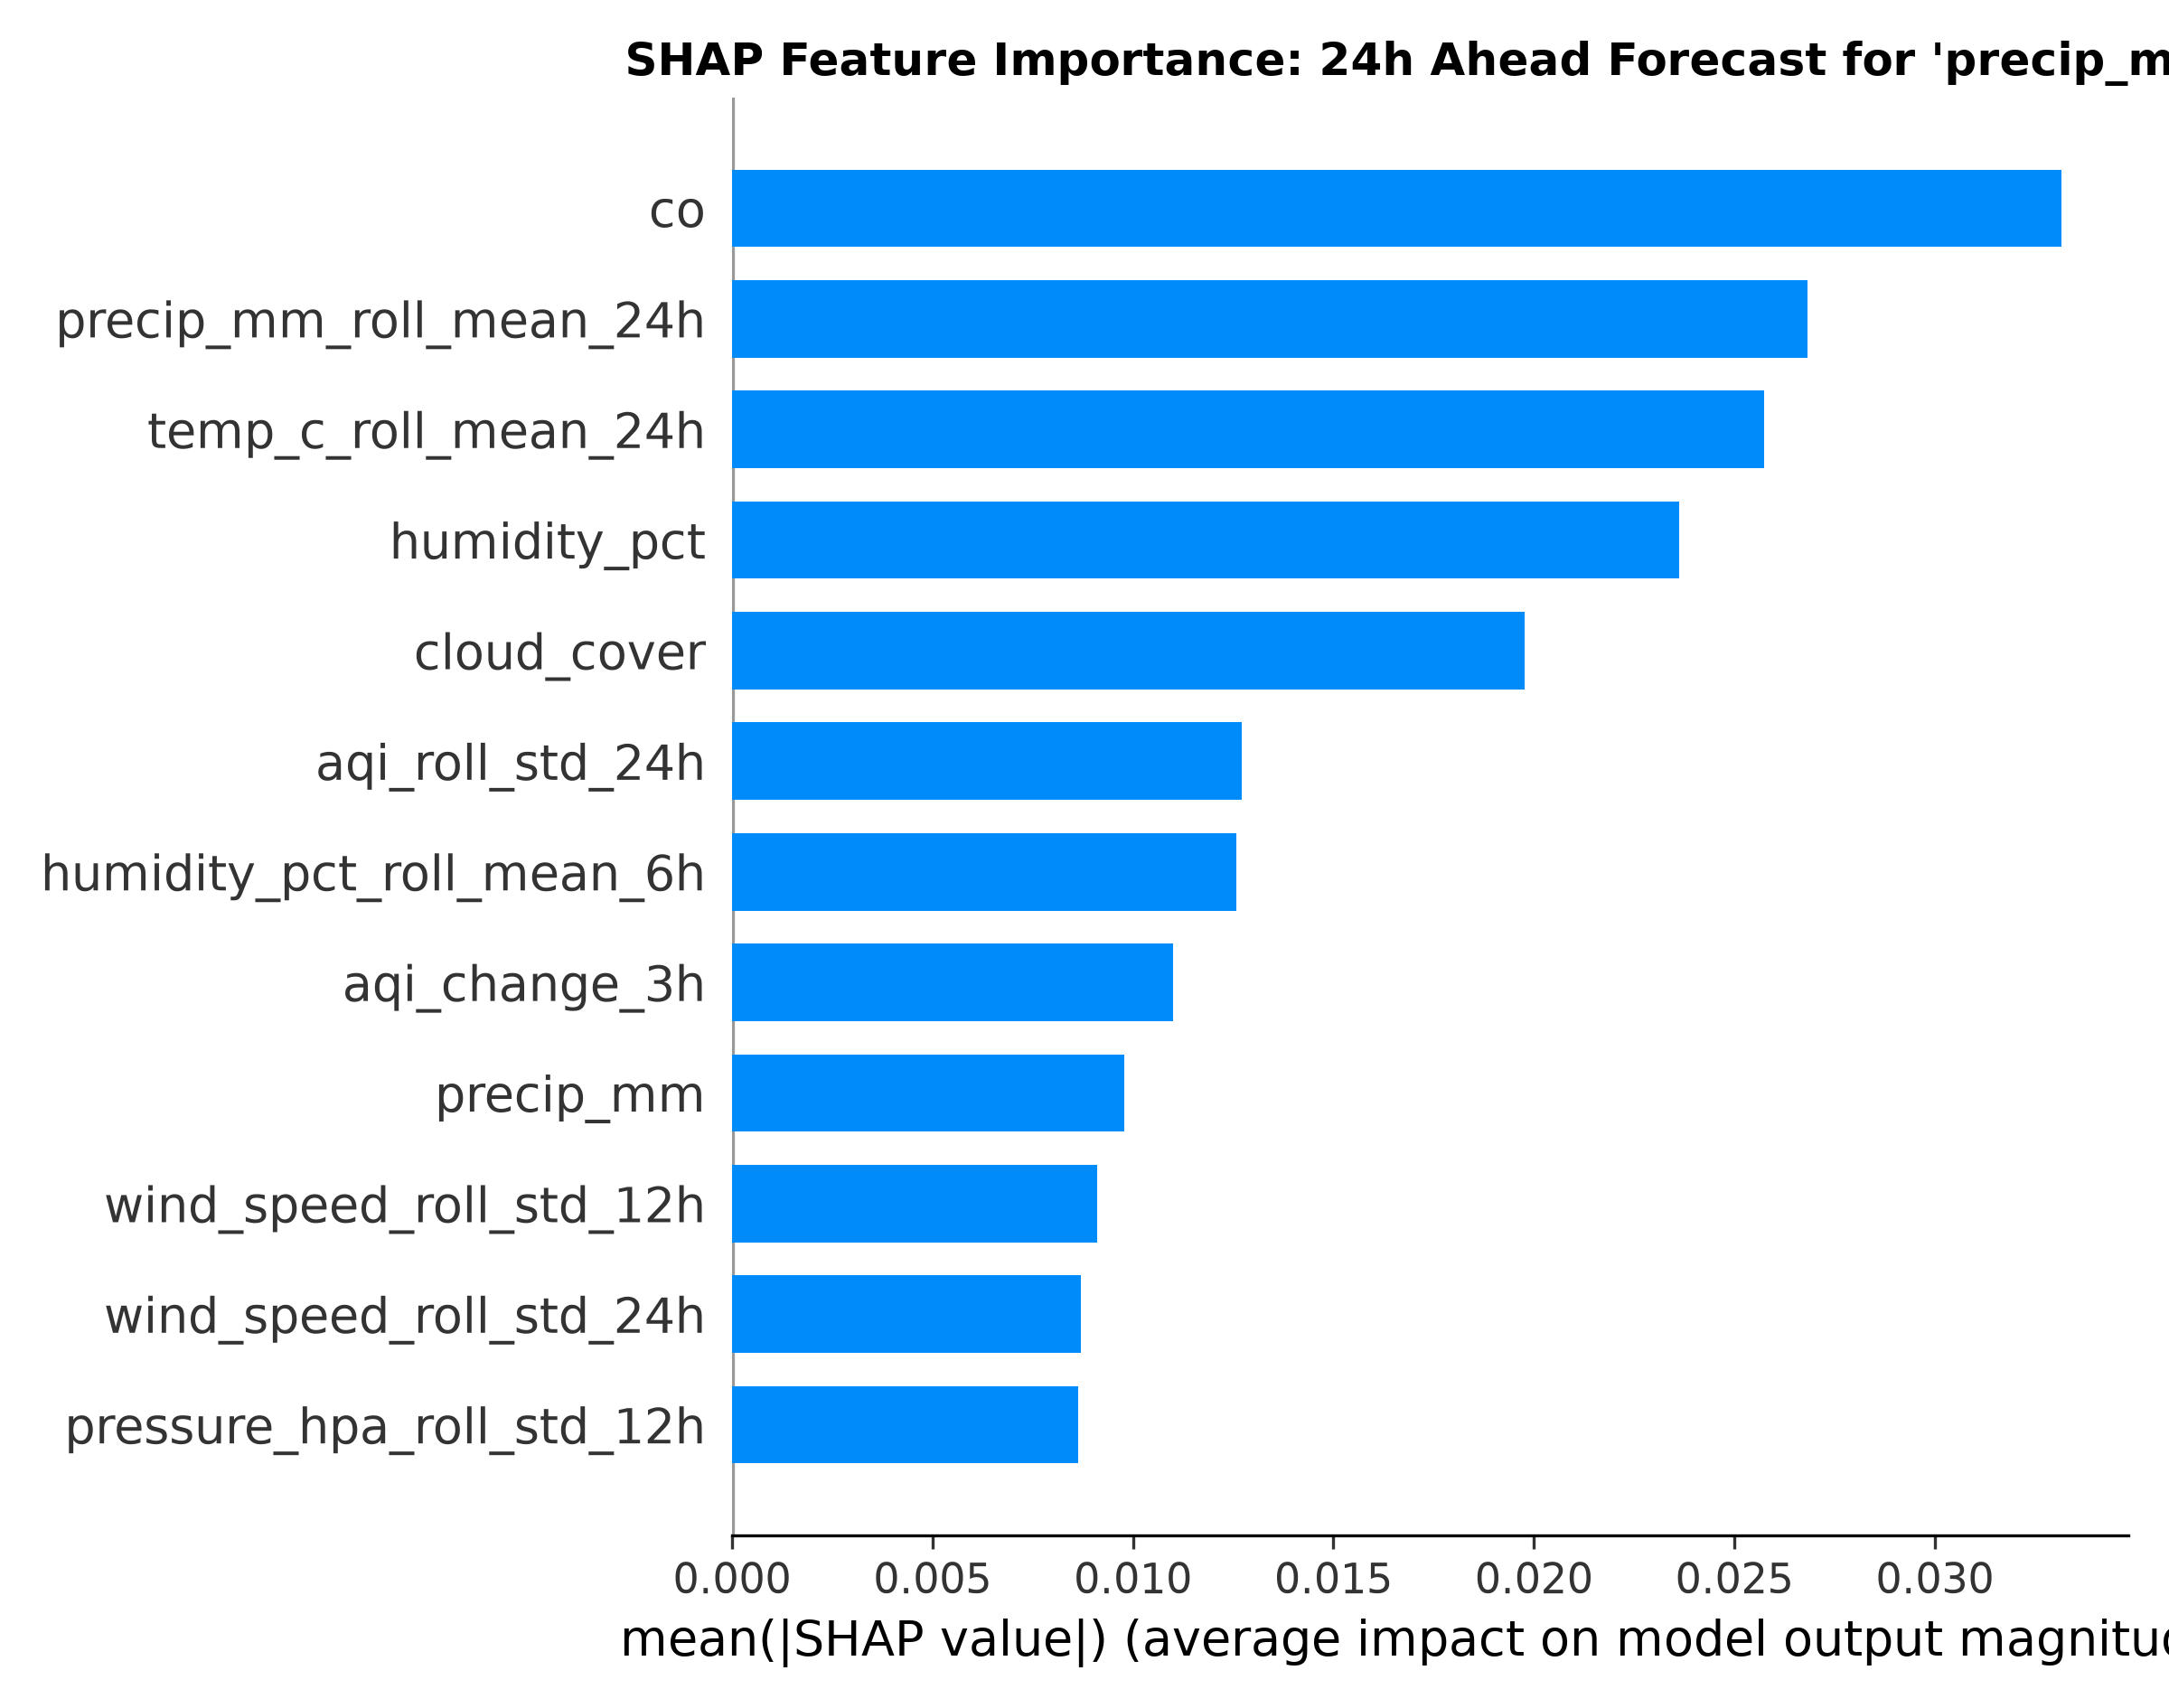 SHAP Feature Importance: 24h Ahead Forecast for 'precip_m
co
precip_mm_roll_mean_24h
temp_c_roll_mean_24h
humidity_pct
cloud_cover
aqi_roll_std_24h
humidity_pct_roll_mean_6h
aqi_change_3h
precip_mm
wind_speed_roll_std_12h
wind_speed_roll_std_24h
pressure_hpa_roll_std_12h
0.000 0.005 0.010 0.015 0.020 0.025 0.030
mean(|SHAP value|) (average impact on model output magnitud